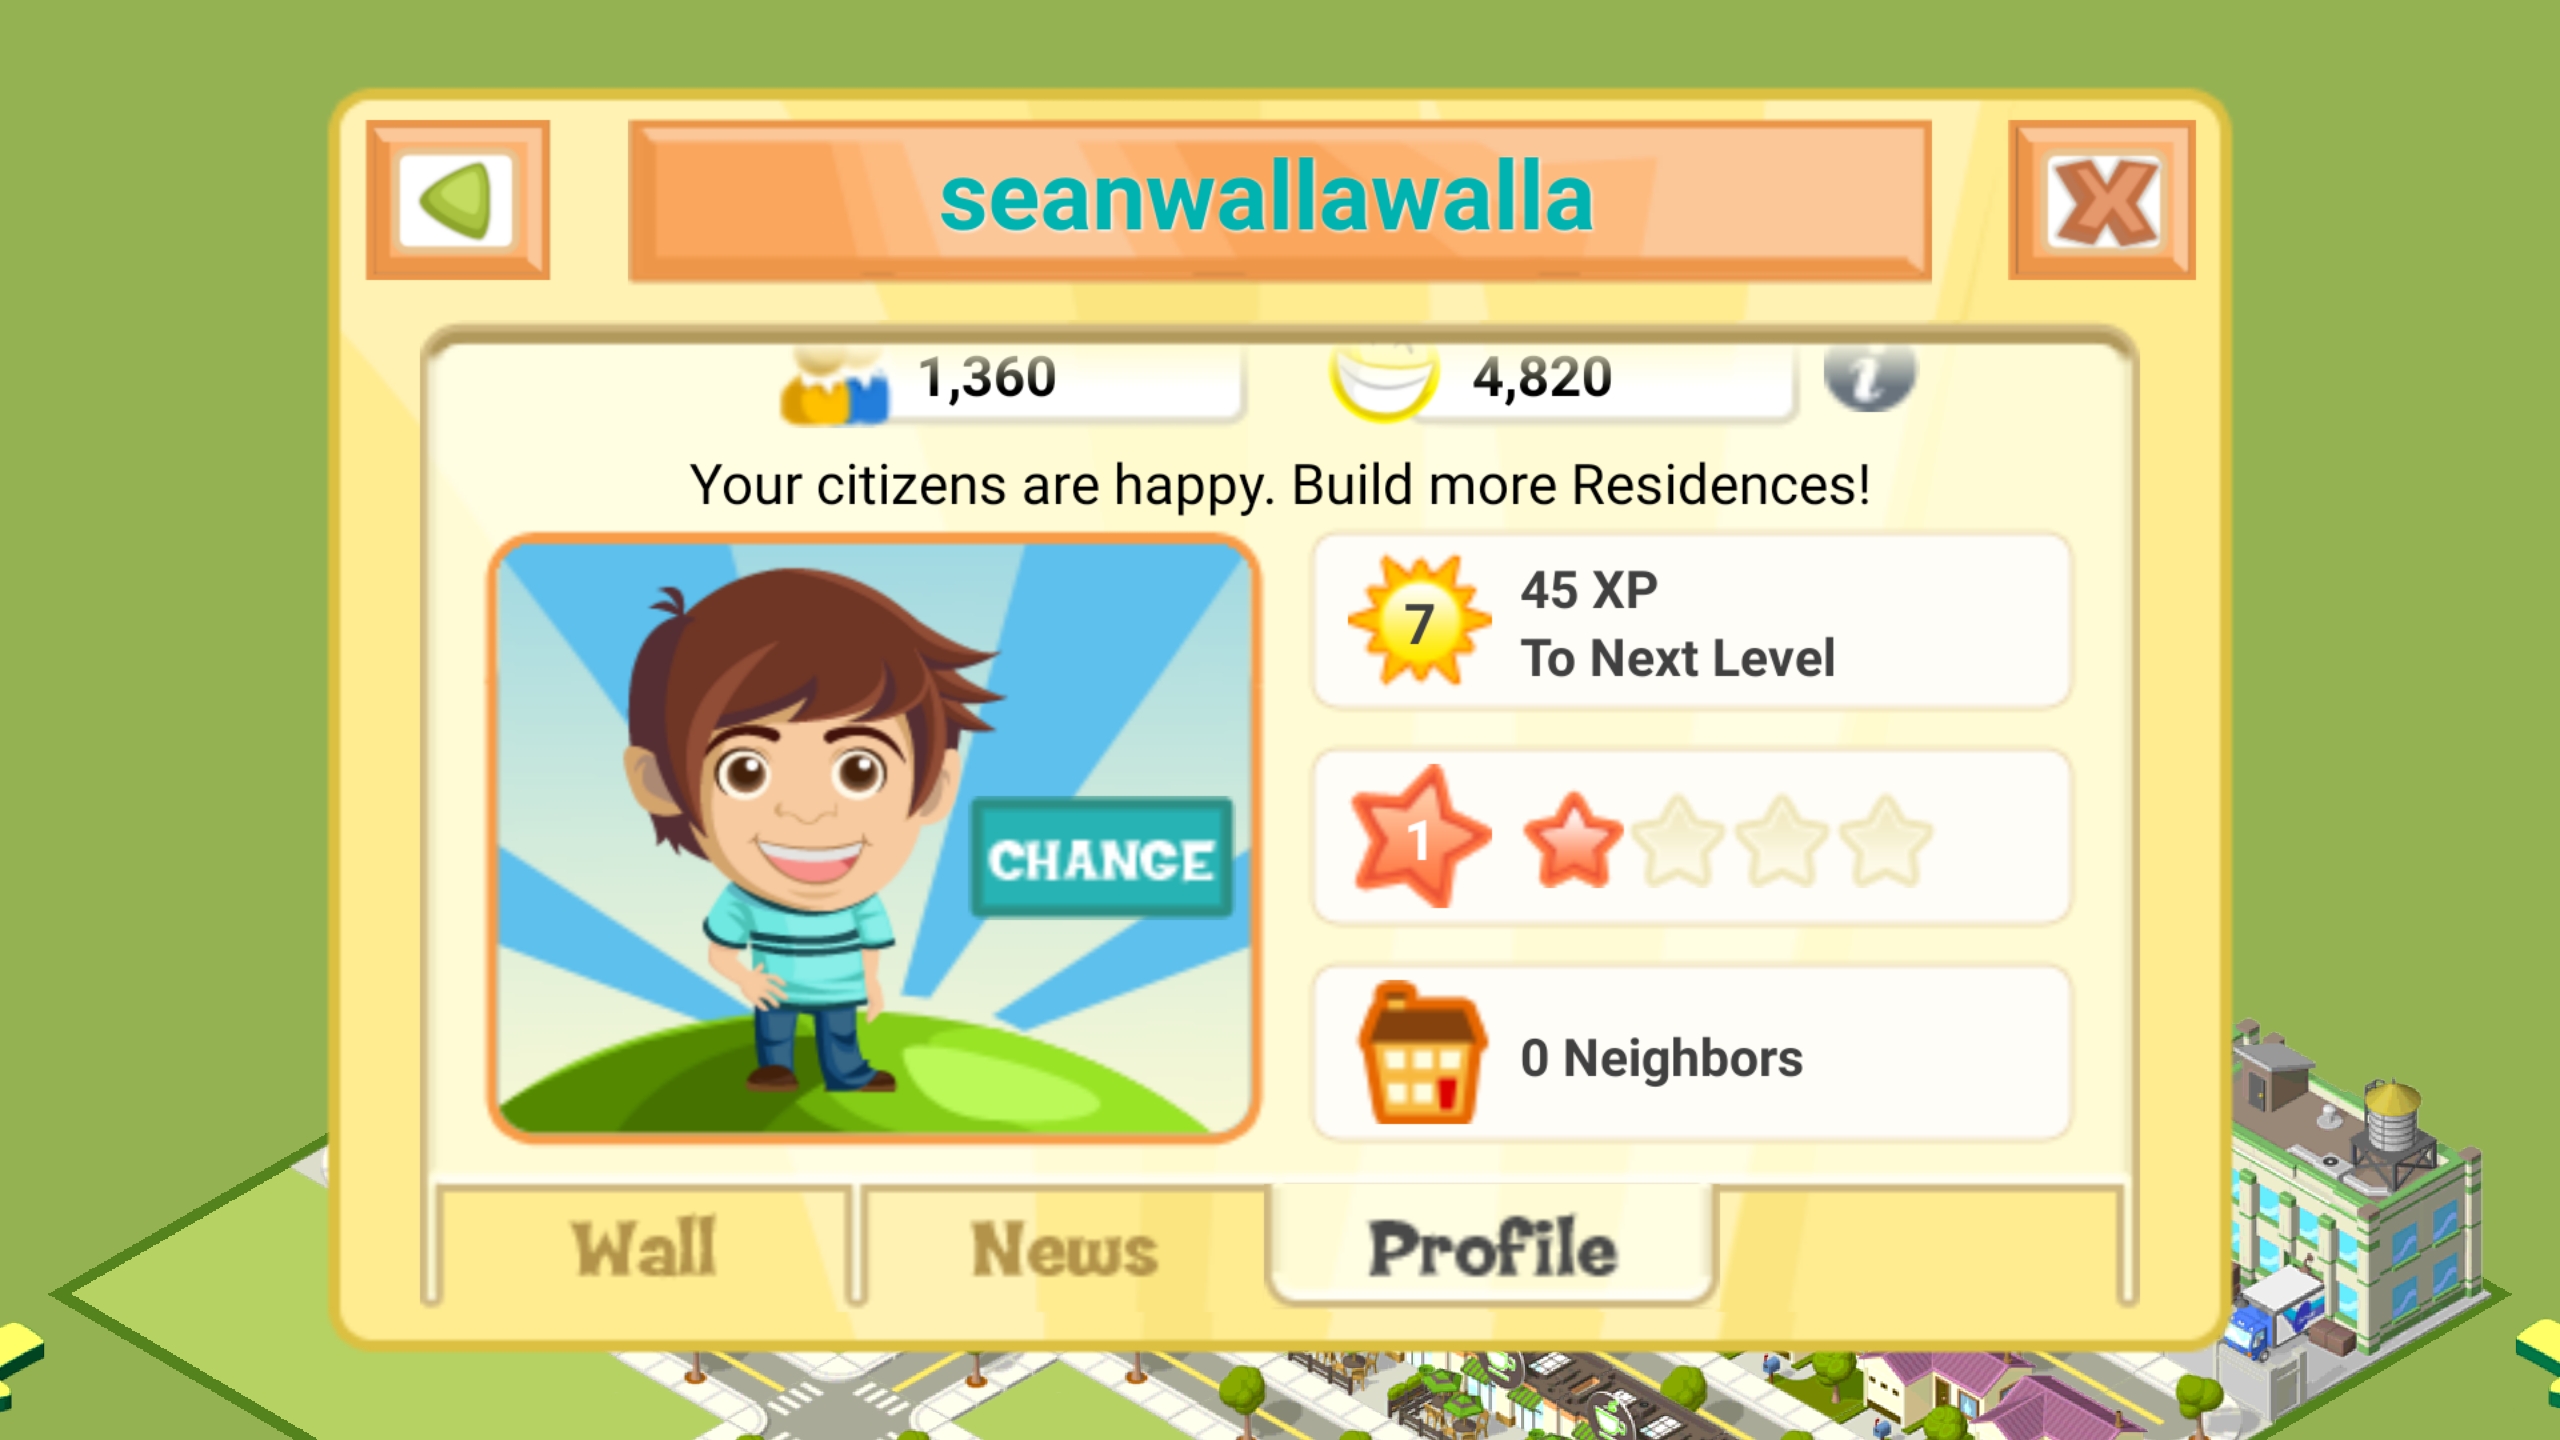 seanwallawalla
1,360
4,820
i
Your citizens are happy. Build more Residences!
7
45 XP
To Next Level
CHANGE
1
0 Neighbors
Wall
News
Profile